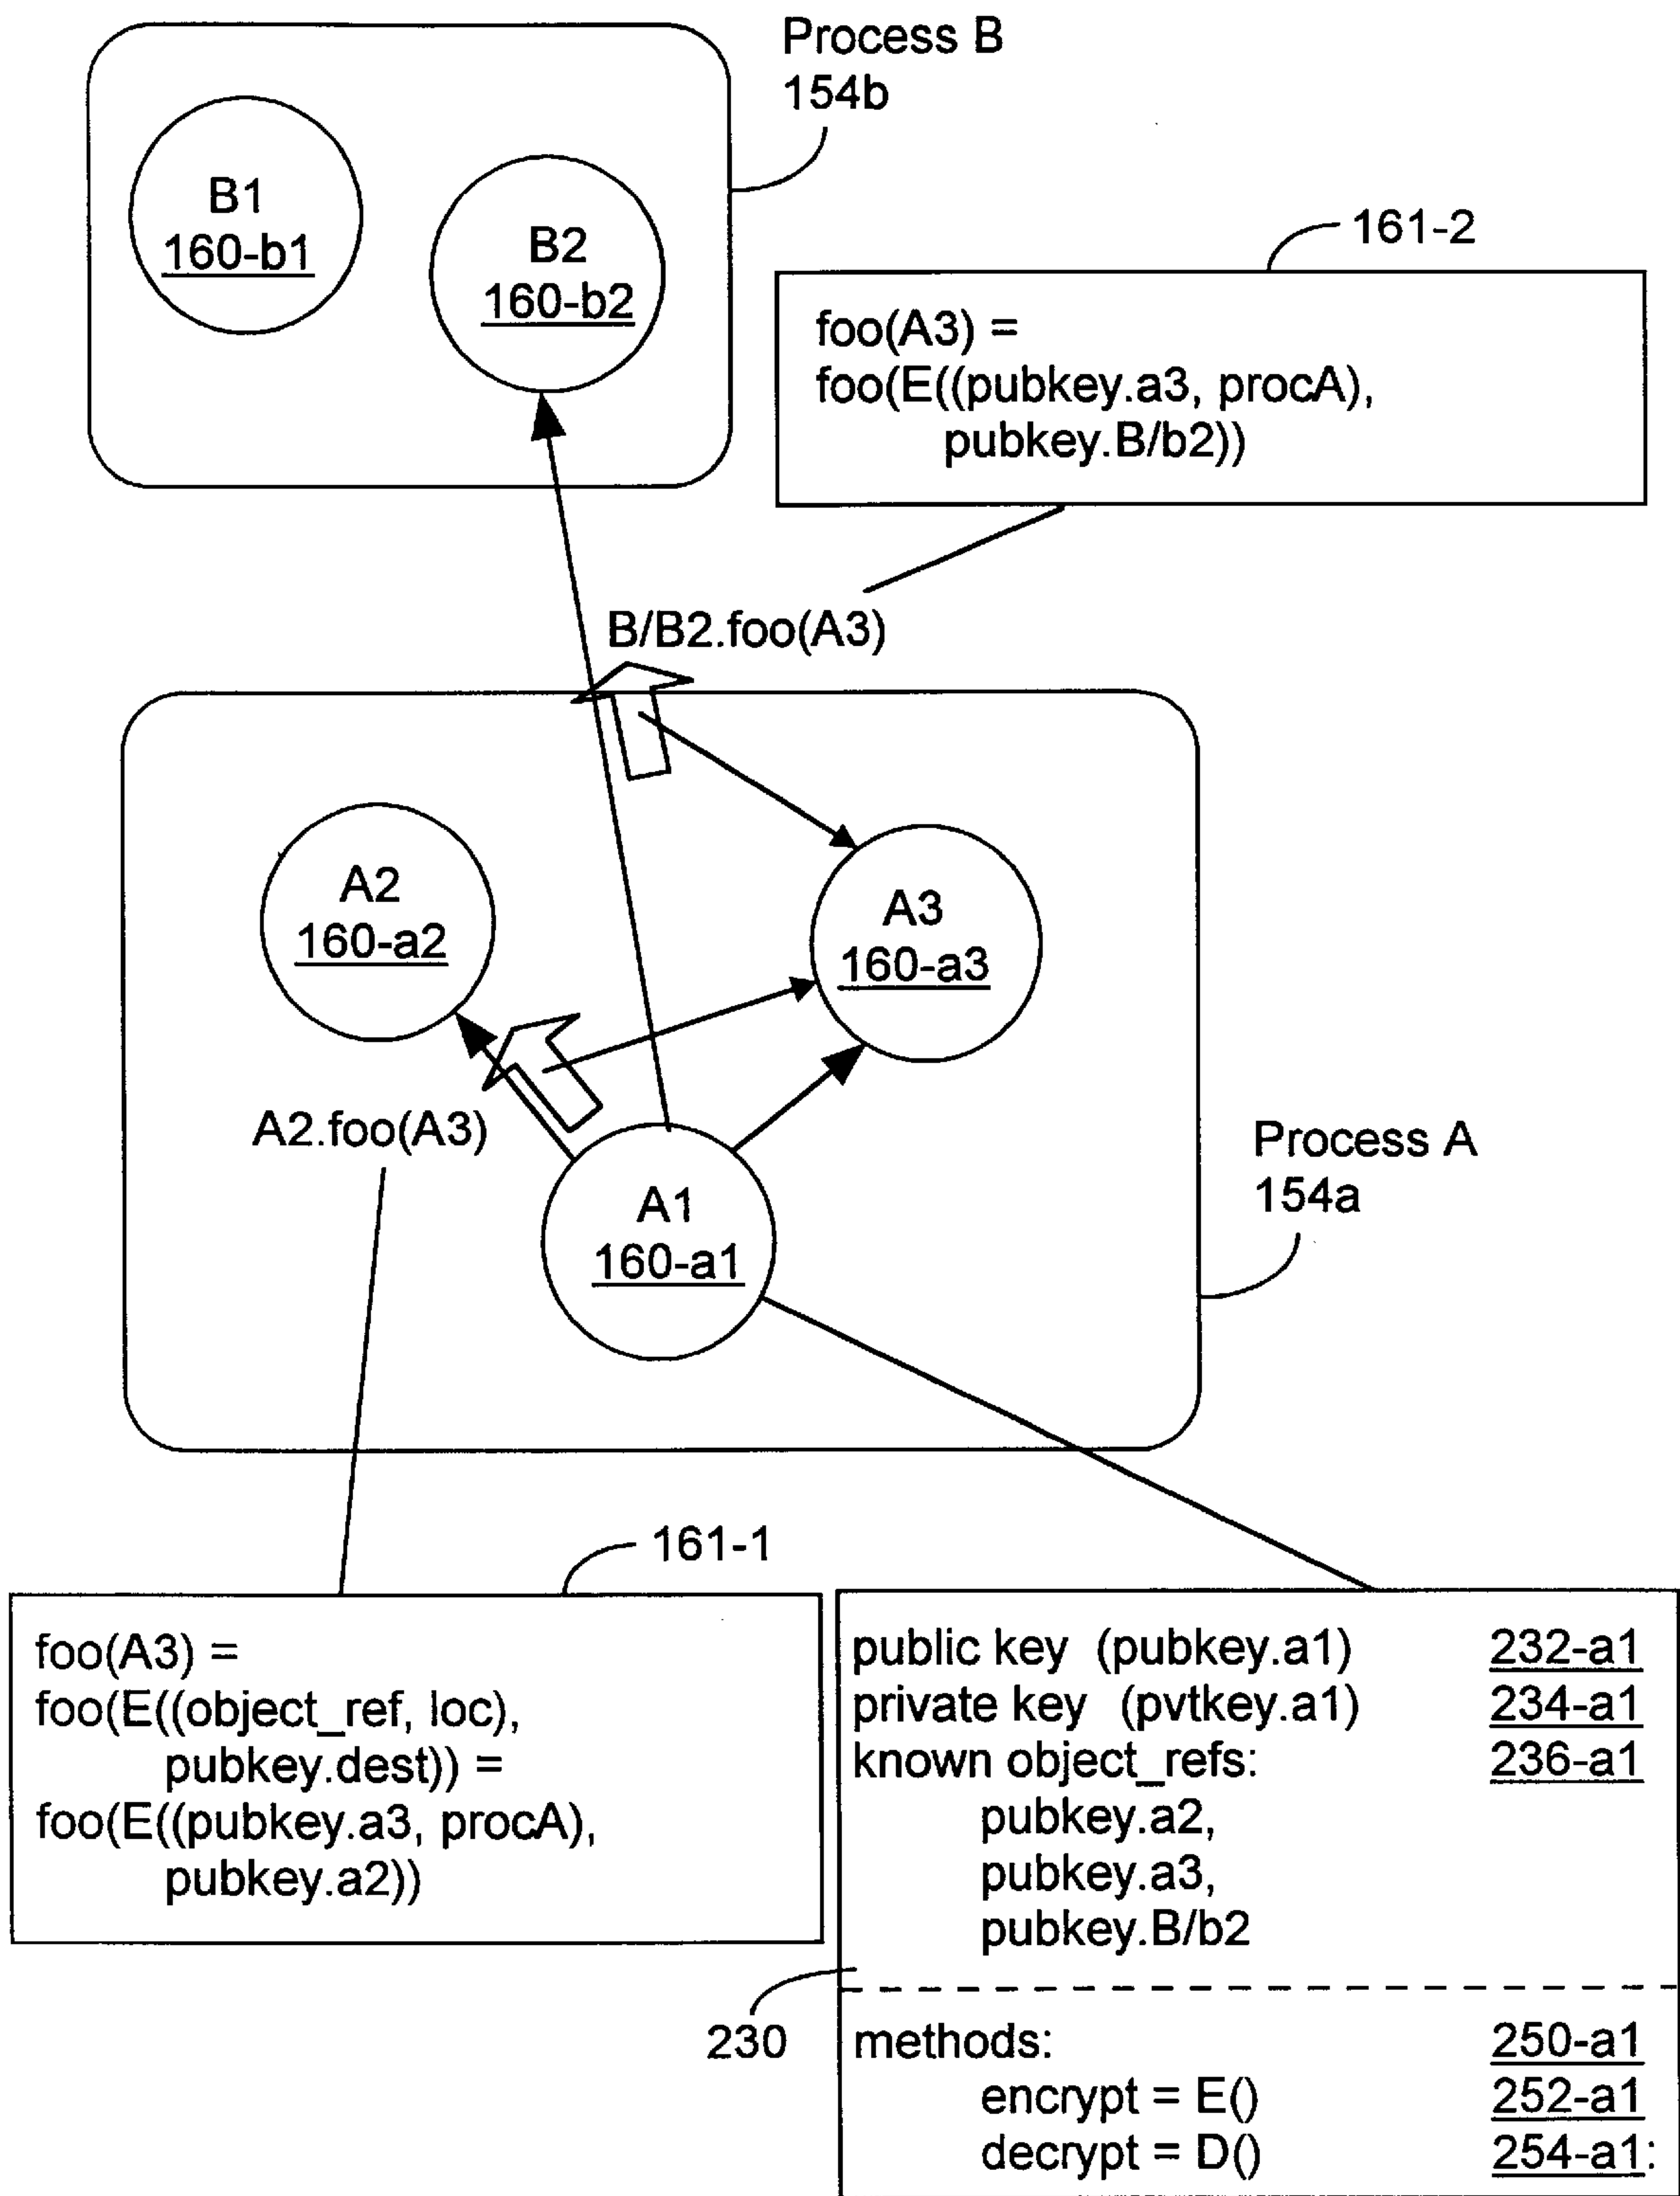 Process B
154b
B1
160-b1
B2
160-b2
161-2
foo(A3) =
foo(E((pubkey.a3, procA),
pubkey.B/b2))
B/B2.foo(A3)
A2
160-a2
A3
160-a3
A2.foo(A3)
Process A
154a
A1
160-a1
161-1
foo(A3) =
foo(E((object_ref, loc),
pubkey.dest)) =
foo(E((pubkey.a3, procA),
pubkey.a2))
public key (pubkey.a1) 232-a1
private key (pvtkey.a1) 234-a1
known object_refs: 236-a1
pubkey.a2,
pubkey.a3,
pubkey.B/b2
230
methods: 250-a1
encrypt = E() 252-a1
decrypt = D() 254-a1: